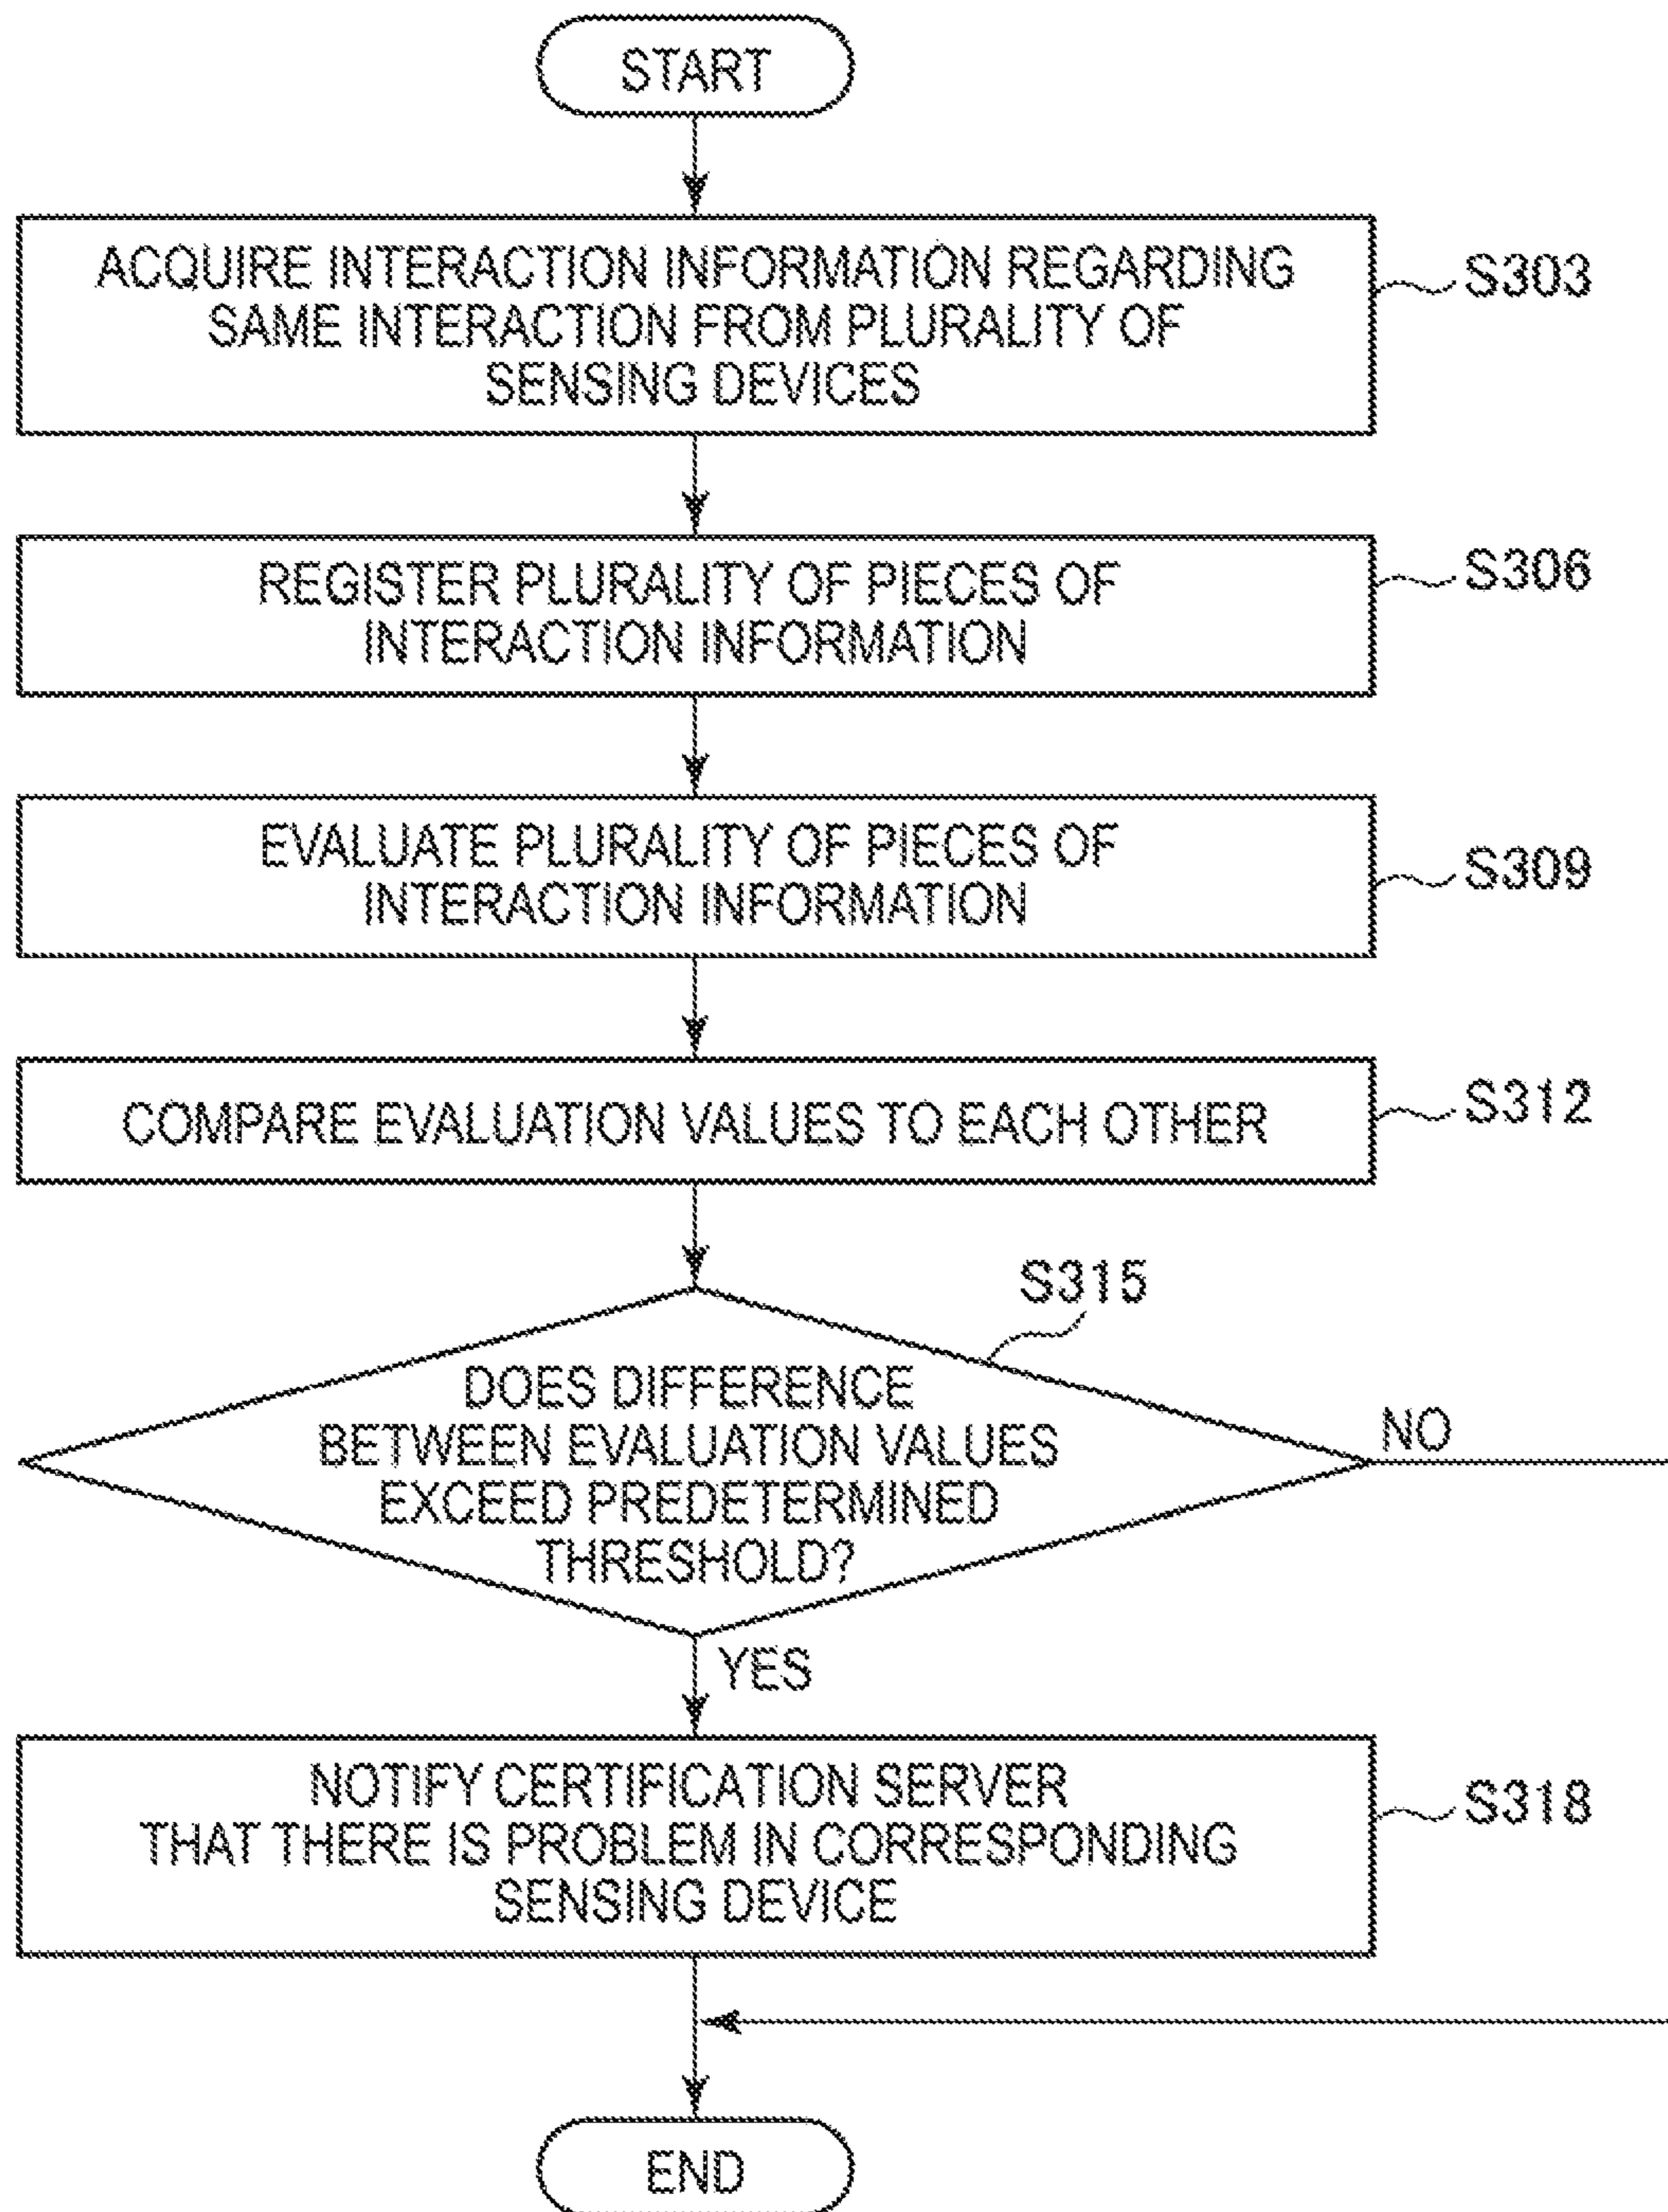 START
ACQUIRE INTERACTION INFORMATION REGARDING
SAME INTERACTION FROM PLURALITY OF
SENSING DEVICES
S303
REGISTER PLURALITY OF PIECES OF
INTERACTION INFORMATION
S306
EVALUATE PLURALITY OF PIECES OF
INTERACTION INFORMATION
S309
COMPARE EVALUATION VALUES TO EACH OTHER
S312
S315
DOES DIFFERENCE
BETWEEN EVALUATION VALUES
EXCEED PREDETERMINED
THRESHOLD?
NO
YES
NOTIFY CERTIFICATION SERVER
THAT THERE IS PROBLEM IN CORRESPONDING
SENSING DEVICE
S318
END